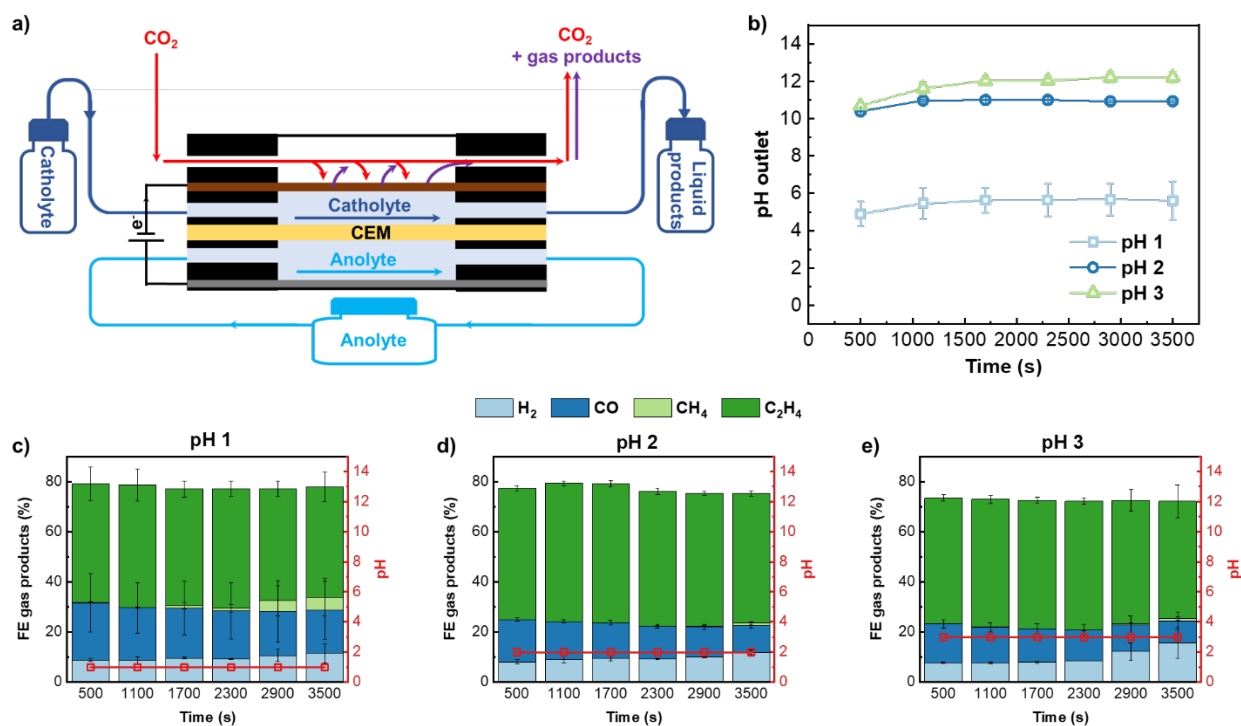 a)
CO2
CO2
+ gas products
Catholyte
Liquid
products
e-
Catholyte
CEM
Anolyte
Anolyte
b)
pH outlet
14
12
10
8
6
4
2
0
pH 1
pH 2
pH 3
500 1000 1500 2000 2500 3000 3500
Time (s)
H2 CO CH4 C2H4
c)
pH 1
FE gas products (%)
80
60
40
20
0
14
12
10
8
6
4
2
0
pH
500 1100 1700 2300 2900 3500
Time (s)
d)
pH 2
FE gas products (%)
80
60
40
20
0
14
12
10
8
6
4
2
0
pH
500 1100 1700 2300 2900 3500
Time (s)
e)
pH 3
FE gas products (%)
80
60
40
20
0
14
12
10
8
6
4
2
0
pH
500 1100 1700 2300 2900 3500
Time (s)